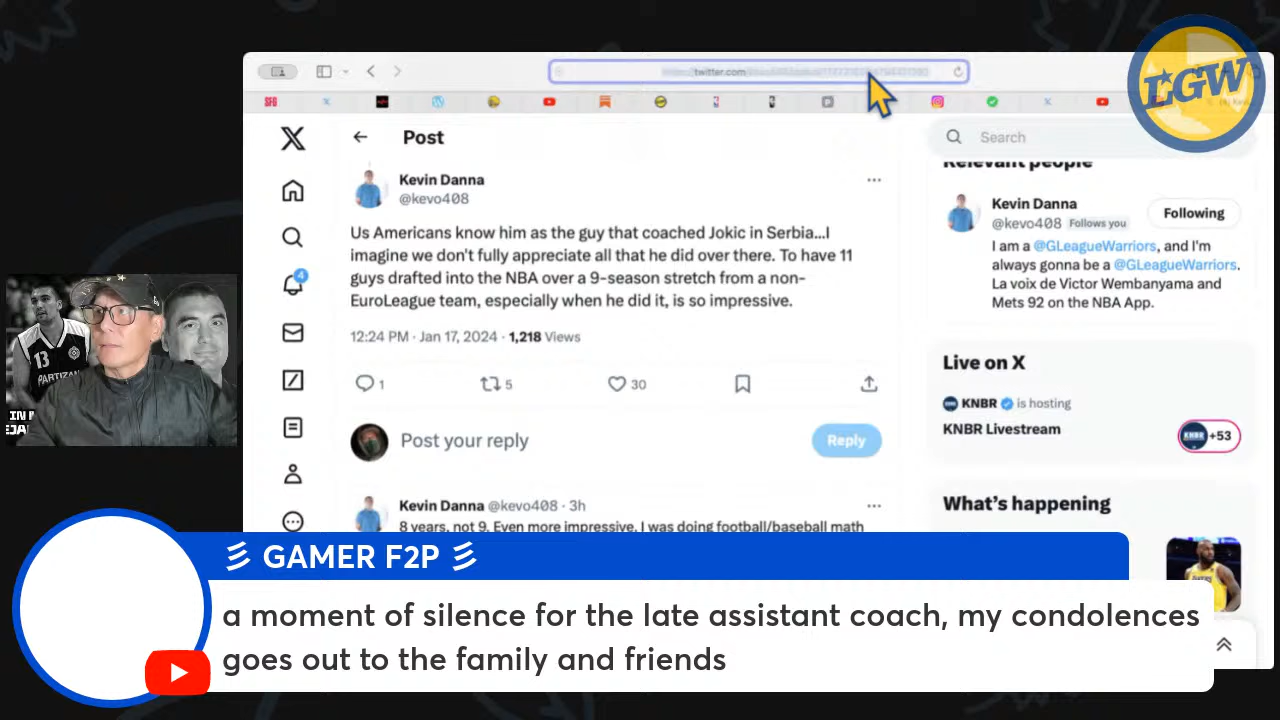 LGW
twitter.com
SFG
Post
Search
Relevant people
Kevin Danna
@kevo408
Us Americans know him as the guy that coached Jokic in Serbia...I
imagine we don't fully appreciate all that he did over there. To have 11
guys drafted into the NBA over a 9-season stretch from a non-
EuroLeague team, especially when he did it, is so impressive.
12:24 PM · Jan 17, 2024 · 1,218 Views
1
5
30
Post your reply
Reply
Kevin Danna @kevo408 · 3h
8 years, not 9. Even more impressive. I was doing football/baseball math
4
Kevin Danna
@kevo408 Follows you
Following
I am a @GLeagueWarriors, and I'm
always gonna be a @GLeagueWarriors.
La voix de Victor Wembanyama and
Mets 92 on the NBA App.
Live on X
KNBR is hosting
KNBR Livestream
KNBR +53
What's happening
13
PARTIZAN
IN
彡 GAMER F2P 彡
a moment of silence for the late assistant coach, my condolences
goes out to the family and friends